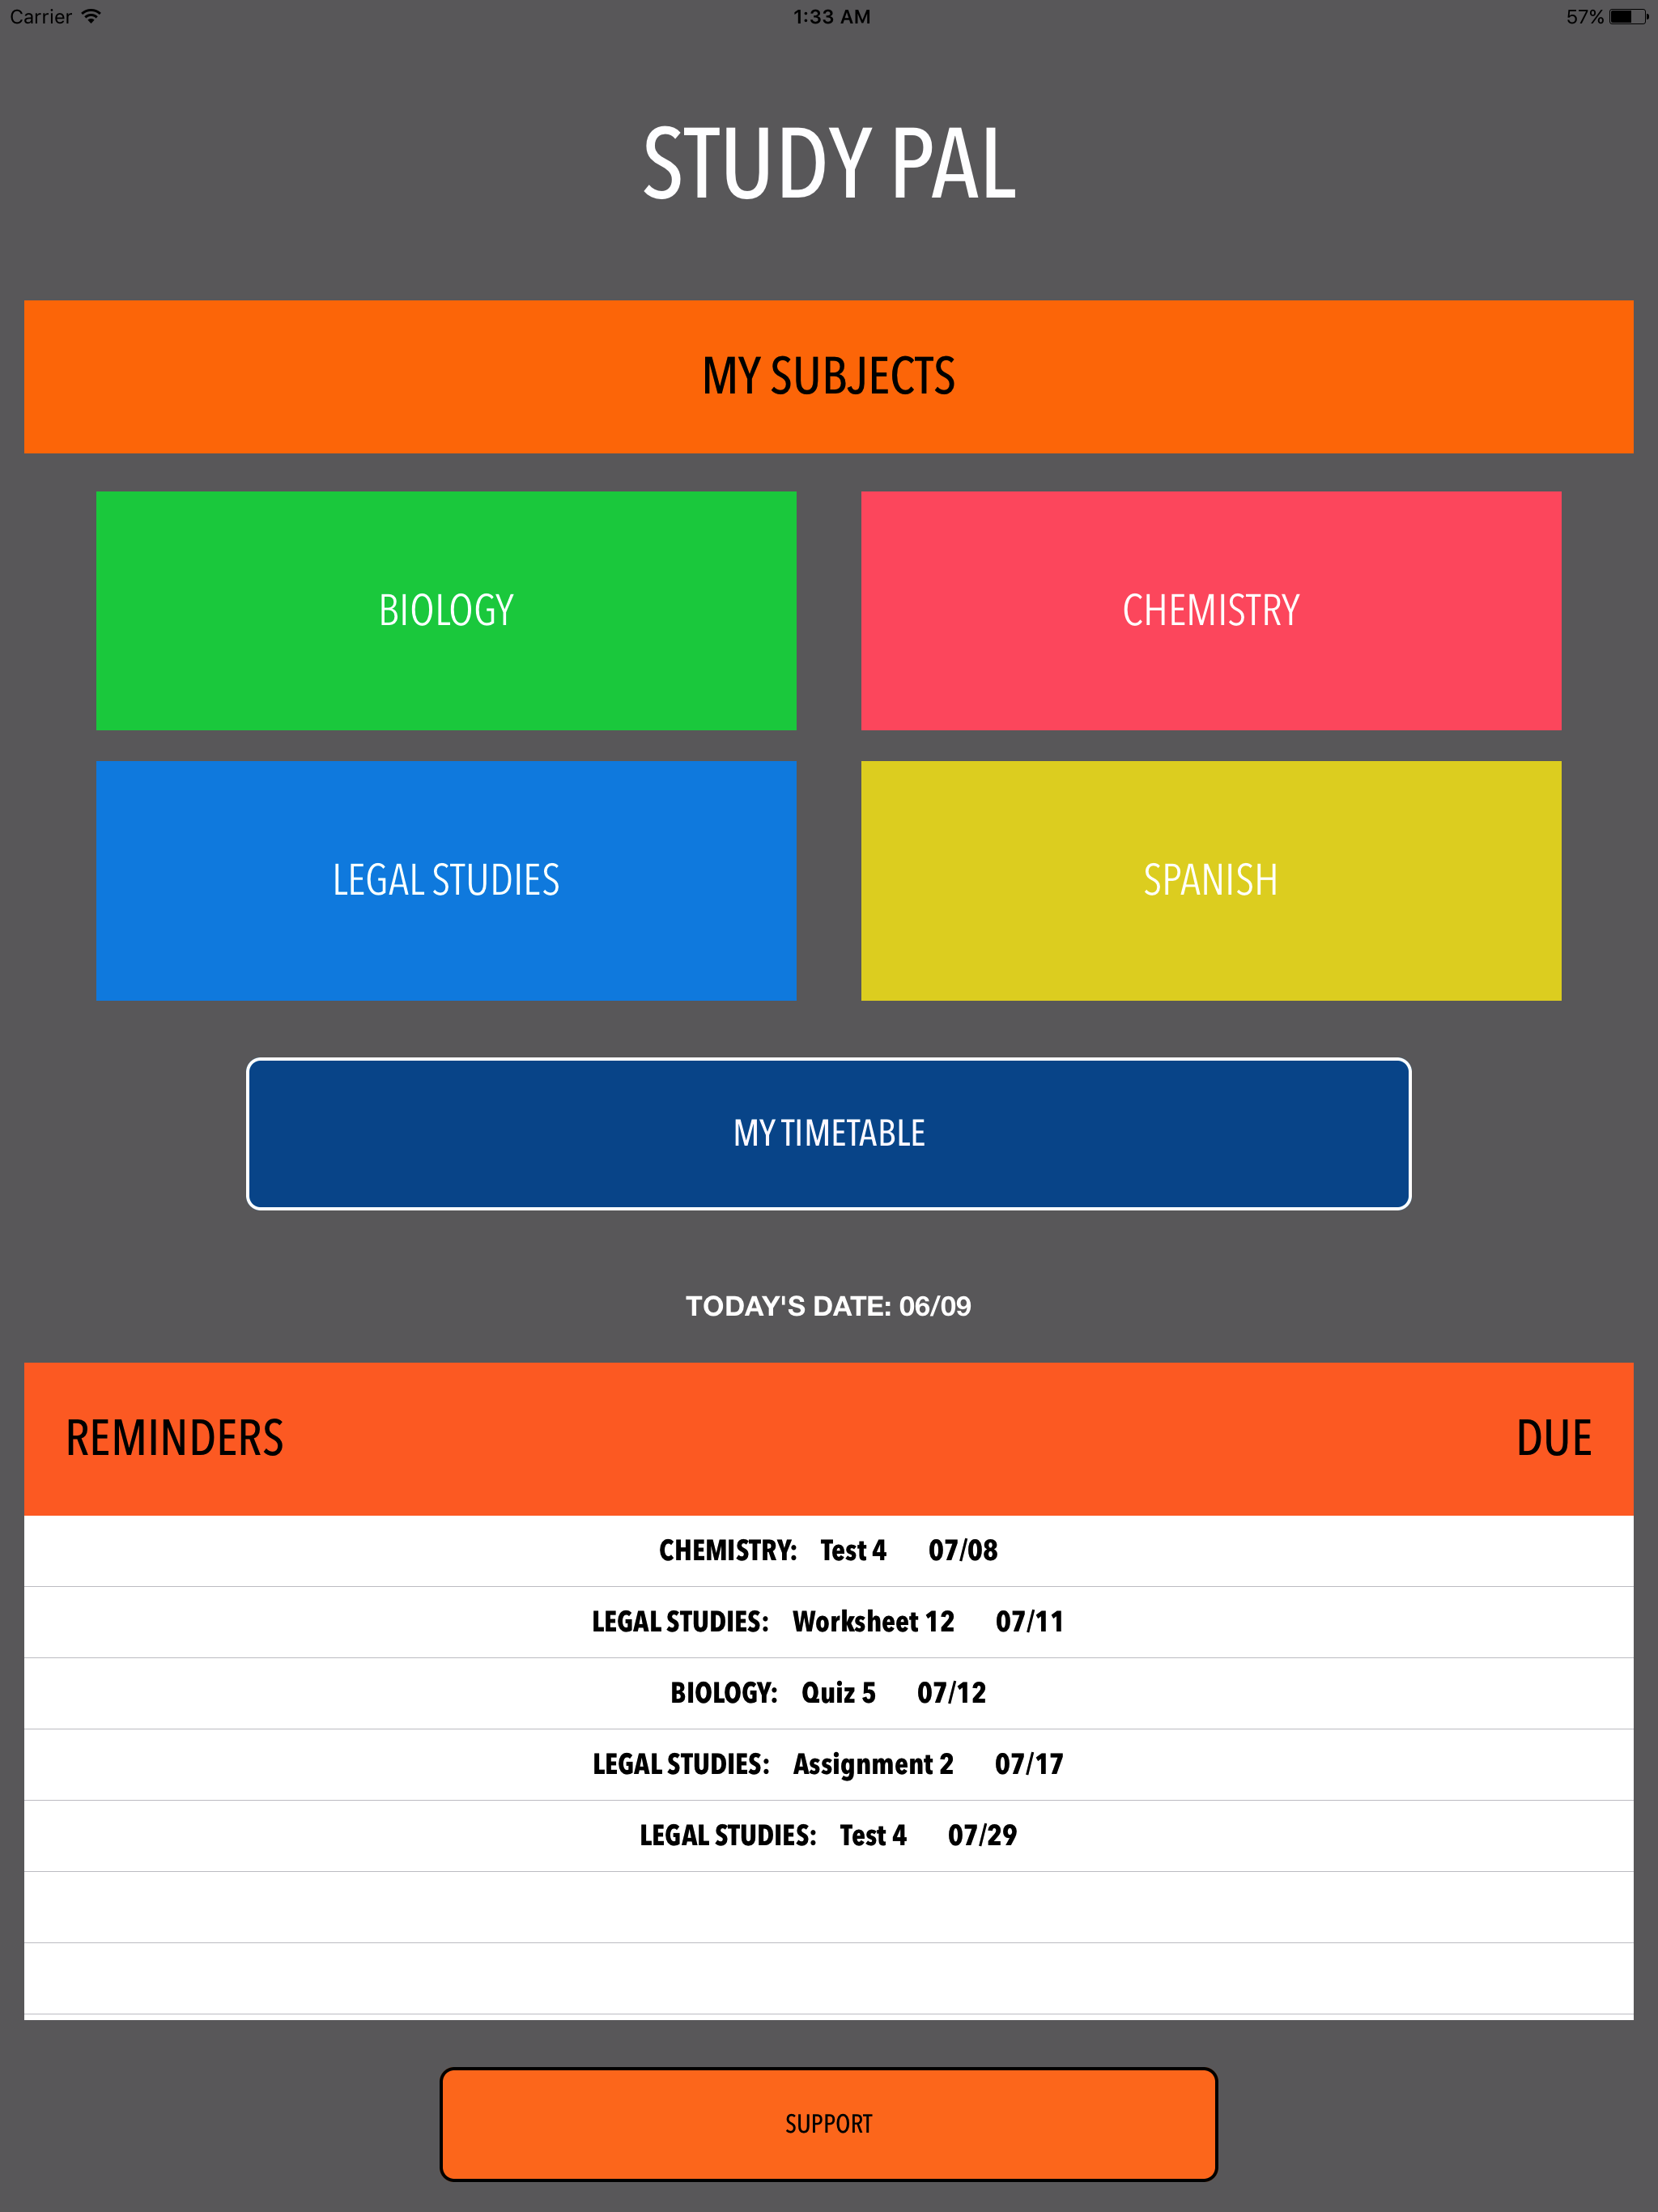 Carrier 1:33 AM 57%
STUDY PAL
MY SUBJECTS
BIOLOGY CHEMISTRY
LEGAL STUDIES SPANISH
MY TIMETABLE
TODAY'S DATE: 06/09
REMINDERS DUE
CHEMISTRY: Test 4 07/08
LEGAL STUDIES: Worksheet 12 07/11
BIOLOGY: Quiz 5 07/12
LEGAL STUDIES: Assignment 2 07/17
LEGAL STUDIES: Test 4 07/29
SUPPORT